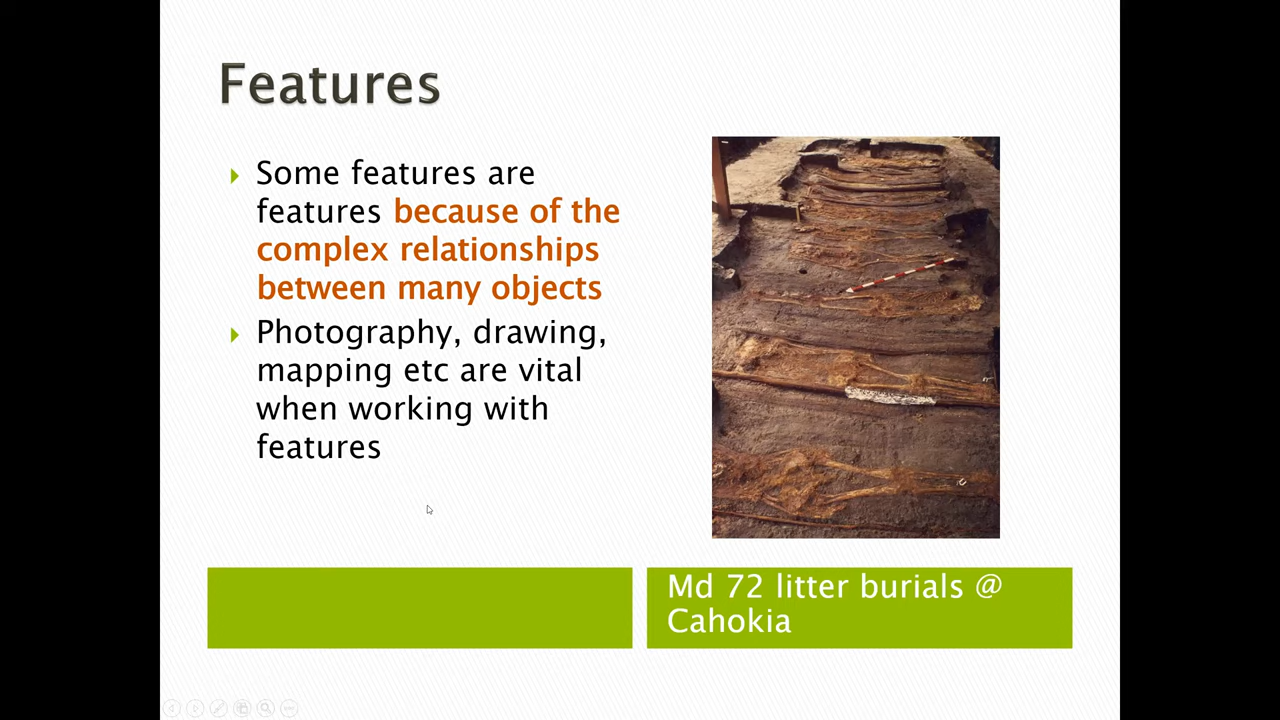 Features
Some features are
features because of the
complex relationships
between many objects
Photography, drawing,
mapping etc are vital
when working with
features
Md 72 litter burials @
Cahokia